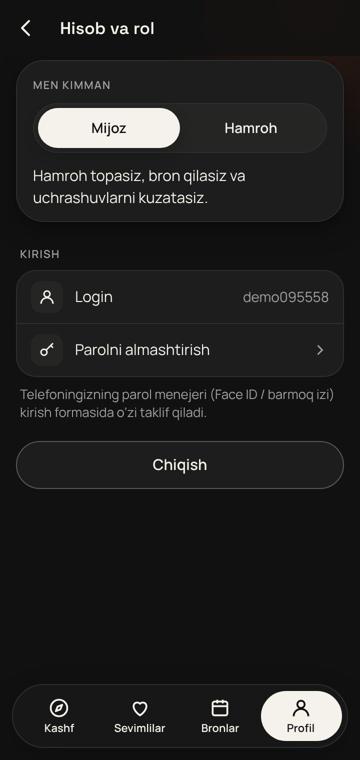 Hisob va rol
MEN KIMMAN
Mijoz
Hamroh
Hamroh topasiz, bron qilasiz va
uchrashuvlarni kuzatasiz.
KIRISH
Login
demo095558
Parolni almashtirish
Telefoningizning parol menejeri (Face ID / barmoq izi)
kirish formasida o'zi taklif qiladi.
Chiqish
Kashf
Sevimlilar
Bronlar
Profil